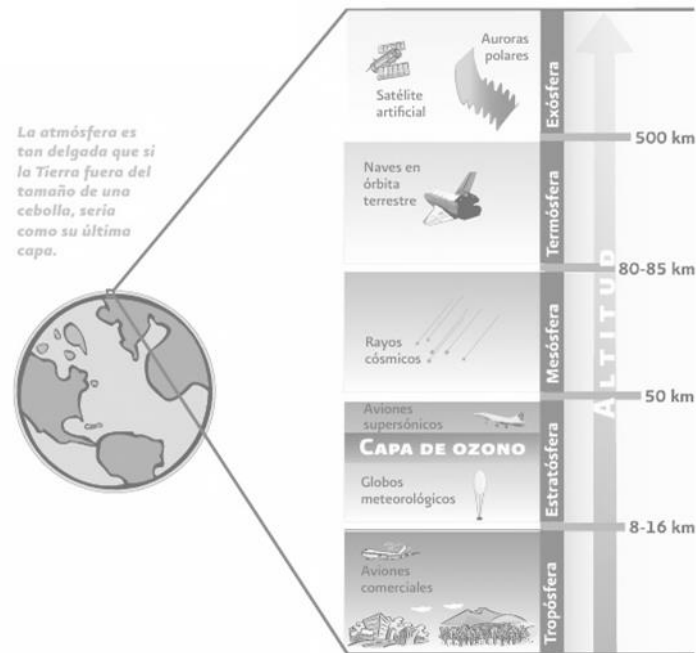 La atmósfera es
tan delgada que si
la Tierra fuera del
tamaño de una
cebolla, sería
como su última
capa.
Auroras
polares
Satélite
artificial
Exósfera
500 km
Naves en
órbita
terrestre
Termósfera
80-85 km
Rayos
cósmicos
Mesósfera
50 km
Aviones
supersónicos
CAPA DE OZONO
Globos
meteorológicos
Estratósfera
8-16 km
Aviones
comerciales
Tropósfera
ALTITUD